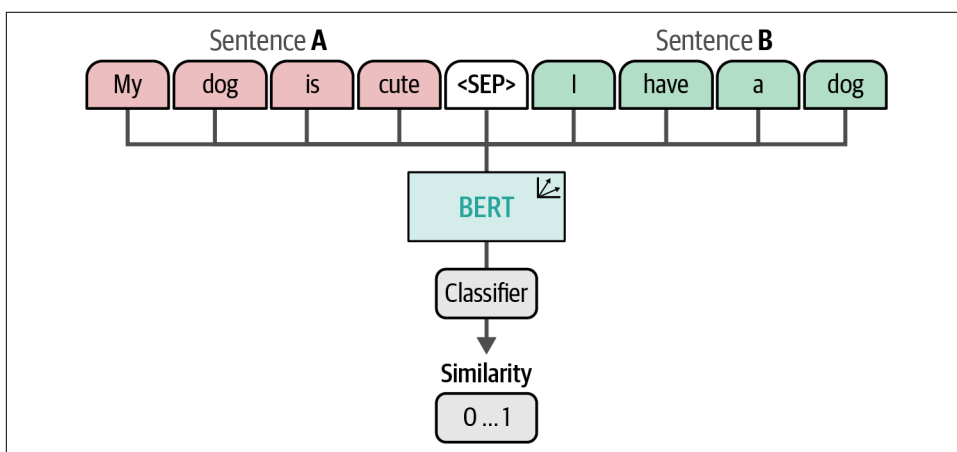 Sentence A Sentence B
My dog is cute <SEP> I have a dog
BERT
Classifier
Similarity
0 ... 1